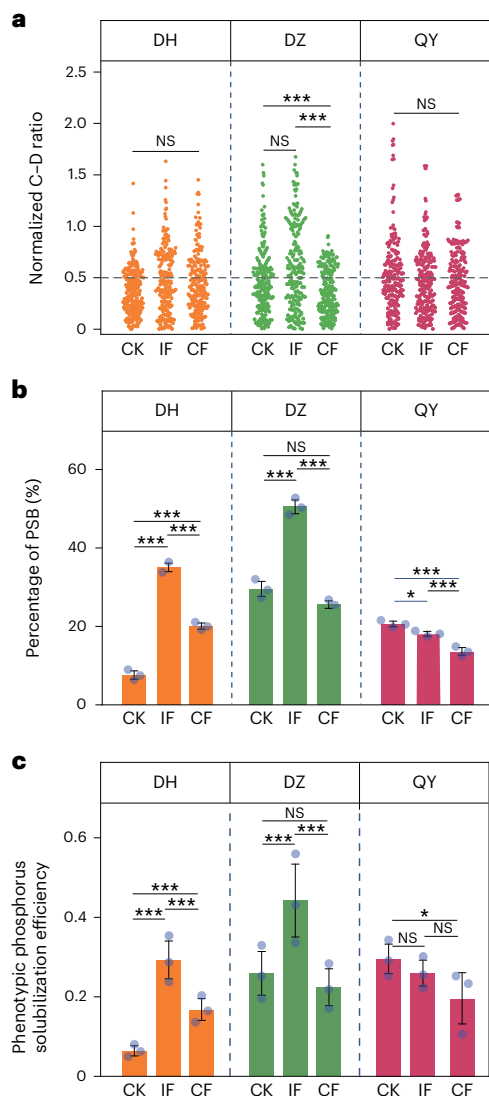 a
DH DZ QY
Normalized C–D ratio
2.5
2.0
1.5
1.0
0.5
0
NS
***
NS ***
NS
CK IF CF CK IF CF CK IF CF
b
DH DZ QY
Percentage of PSB (%)
60
40
20
0
***
*** ***
NS
*** ***
***
* ***
CK IF CF CK IF CF CK IF CF
c
DH DZ QY
Phenotypic phosphorus
solubilization efficiency
0.6
0.4
0.2
0
***
*** ***
NS
*** ***
*
NS NS
CK IF CF CK IF CF CK IF CF